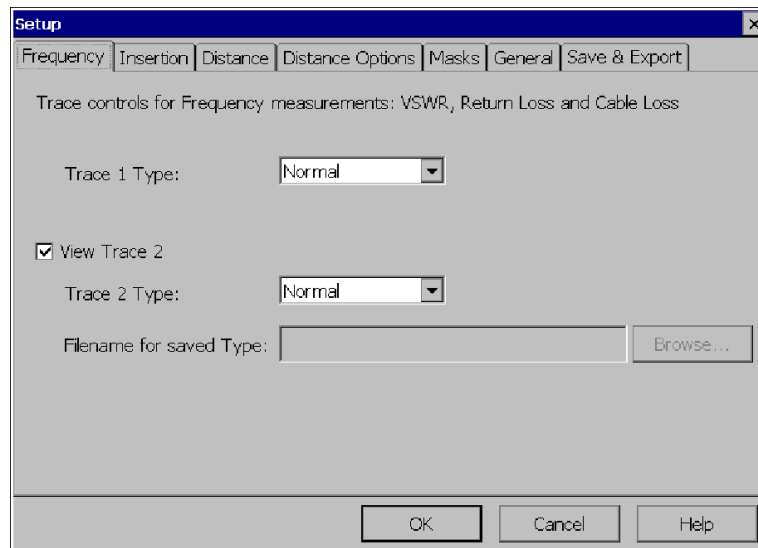 Setup
Frequency Insertion Distance Distance Options Masks General Save & Export
Trace controls for Frequency measurements: VSWR, Return Loss and Cable Loss
Trace 1 Type: Normal
View Trace 2
Trace 2 Type: Normal
Filename for saved Type: Browse...
OK Cancel Help